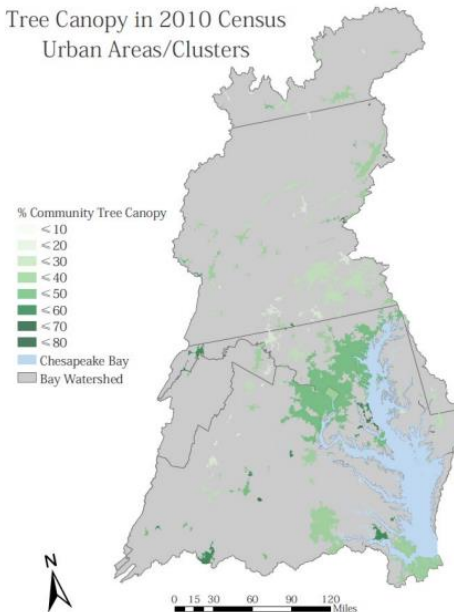 Tree Canopy in 2010 Census
Urban Areas/Clusters
% Community Tree Canopy
≤10
≤20
≤30
≤40
≤50
≤60
≤70
≤80
Chesapeake Bay
Bay Watershed
N
0 15 30 60 90 120
Miles